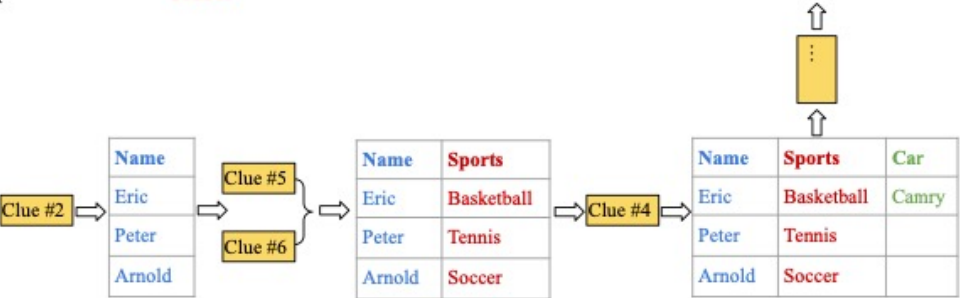 ⋮
Clue #2
Name
Eric
Peter
Arnold
Clue #5
Clue #6
Name Sports
Eric Basketball
Peter Tennis
Arnold Soccer
Clue #4
Name Sports Car
Eric Basketball Camry
Peter Tennis
Arnold Soccer